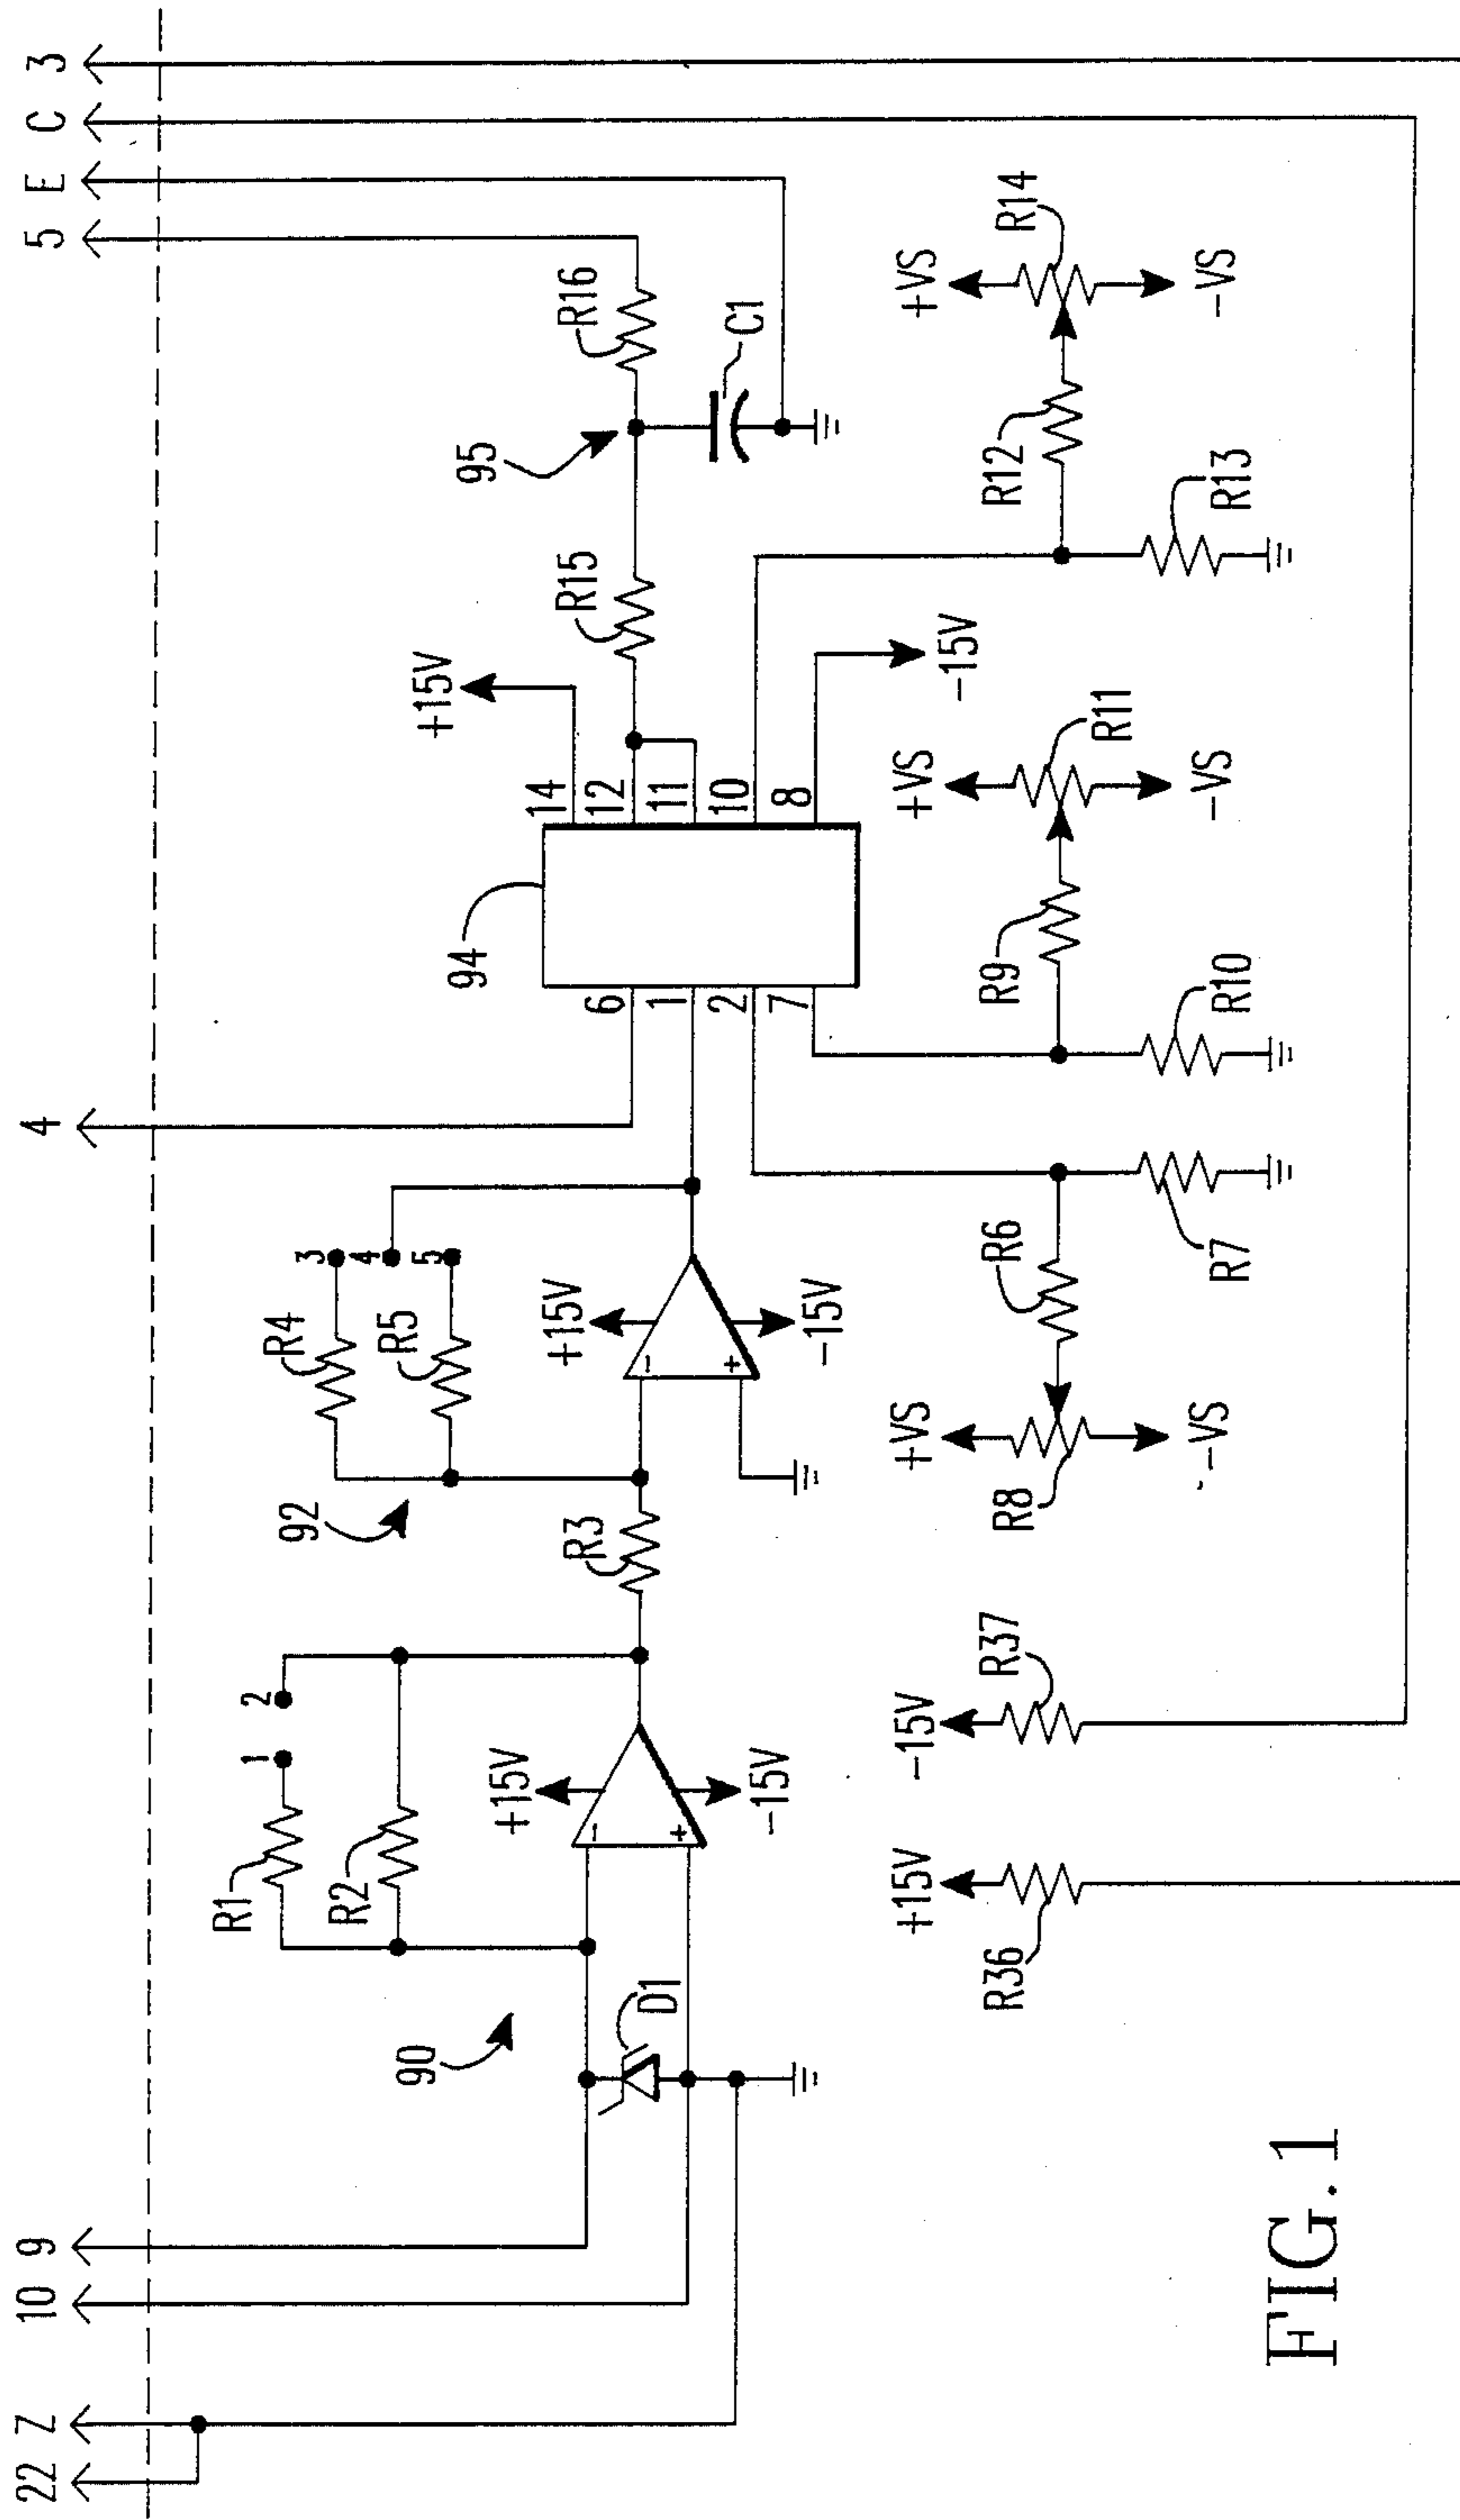 22 Z 10 9 4 5 E C 3
R1
1 2
R2
90
D1
+15V
-15V
- +
92
R3
R4
R5
3
4
5
+15V
-15V
- +
94
6
1
2
7
14
12
11
10
8
+15V
-15V
R15
95
R16
C1
+15V
R36
-15V
R37
+VS
R8
--VS
R6
R7
R9
R10
+VS
R11
-VS
R12
R13
+VS
R14
-VS
FIG. 1